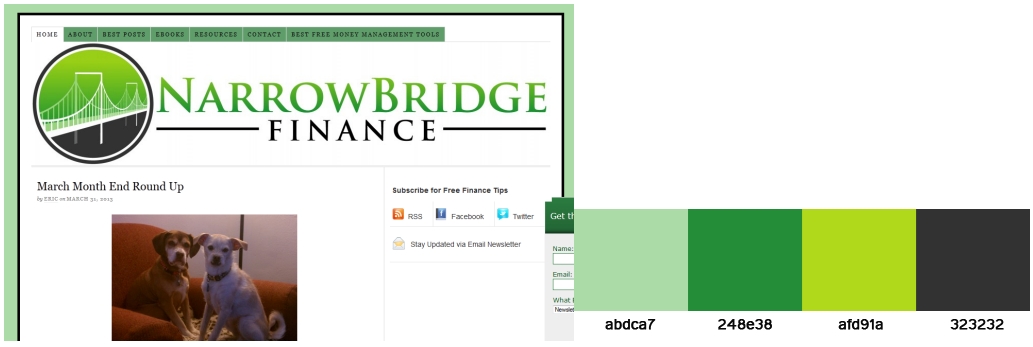 HOME ABOUT BEST POSTS EBOOKS RESOURCES CONTACT BEST FREE MONEY MANAGEMENT TOOLS
NARROWBRIDGE
FINANCE
March Month End Round Up
by ERIC on MARCH 31, 2013
Subscribe for Free Finance Tips
RSS Facebook Twitter
Stay Updated via Email Newsletter
Get th
Name:
Email:
What
Newslet
abdca7 248e38 afd91a 323232